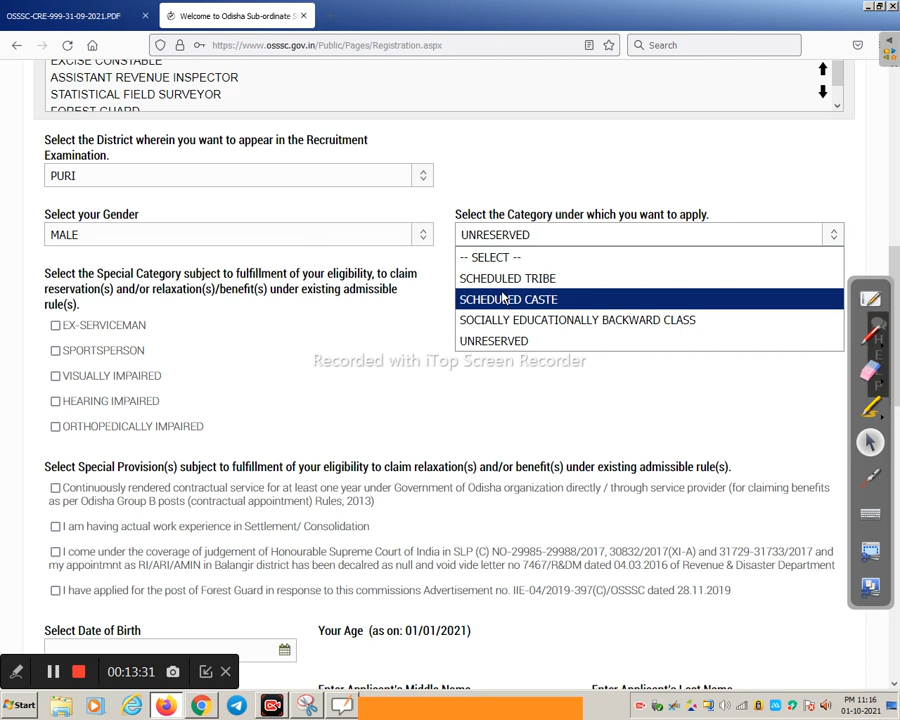 OSSSC-CRE-999-31-09-2021.PDF
Welcome to Odisha Sub-ordinate S
https://www.osssc.gov.in/Public/Pages/Registration.aspx
Search
EXCISE CONSTABLE
ASSISTANT REVENUE INSPECTOR
STATISTICAL FIELD SURVEYOR
FOREST GUARD
Select the District wherein you want to appear in the Recruitment
Examination.
PURI
Select your Gender
MALE
Select the Category under which you want to apply.
UNRESERVED
-- SELECT --
SCHEDULED TRIBE
SCHEDULED CASTE
SOCIALLY EDUCATIONALLY BACKWARD CLASS
UNRESERVED
Select the Special Category subject to fulfillment of your eligibility, to claim
reservation(s) and/or relaxation(s)/benefit(s) under existing admissible
rule(s).
EX-SERVICEMAN
SPORTSPERSON
VISUALLY IMPAIRED
HEARING IMPAIRED
ORTHOPEDICALLY IMPAIRED
Recorded with iTop Screen Recorder
HELP
Select Special Provision(s) subject to fulfillment of your eligibility to claim relaxation(s) and/or benefit(s) under existing admissible rule(s).
Continuously rendered contractual service for at least one year under Government of Odisha organization directly / through service provider (for claiming benefits
as per Odisha Group B posts (contractual appointment) Rules, 2013)
I am having actual work experience in Settlement/ Consolidation
I come under the coverage of judgement of Honourable Supreme Court of India in SLP (C) NO-29985-29988/2017, 30832/2017(XI-A) and 31729-31733/2017 and
my appointmnt as RI/ARI/AMIN in Balangir district has been decalred as null and void vide letter no 7467/R&DM dated 04.03.2016 of Revenue & Disaster Department
I have applied for the post of Forest Guard in response to this commissions Advertisement no. IIE-04/2019-397(C)/OSSSC dated 28.11.2019
Select Date of Birth
Your Age (as on: 01/01/2021)
Enter Applicant's Middle Name
Enter Applicant's Last Name
00:13:31
Start
PM 11:16
01-10-2021